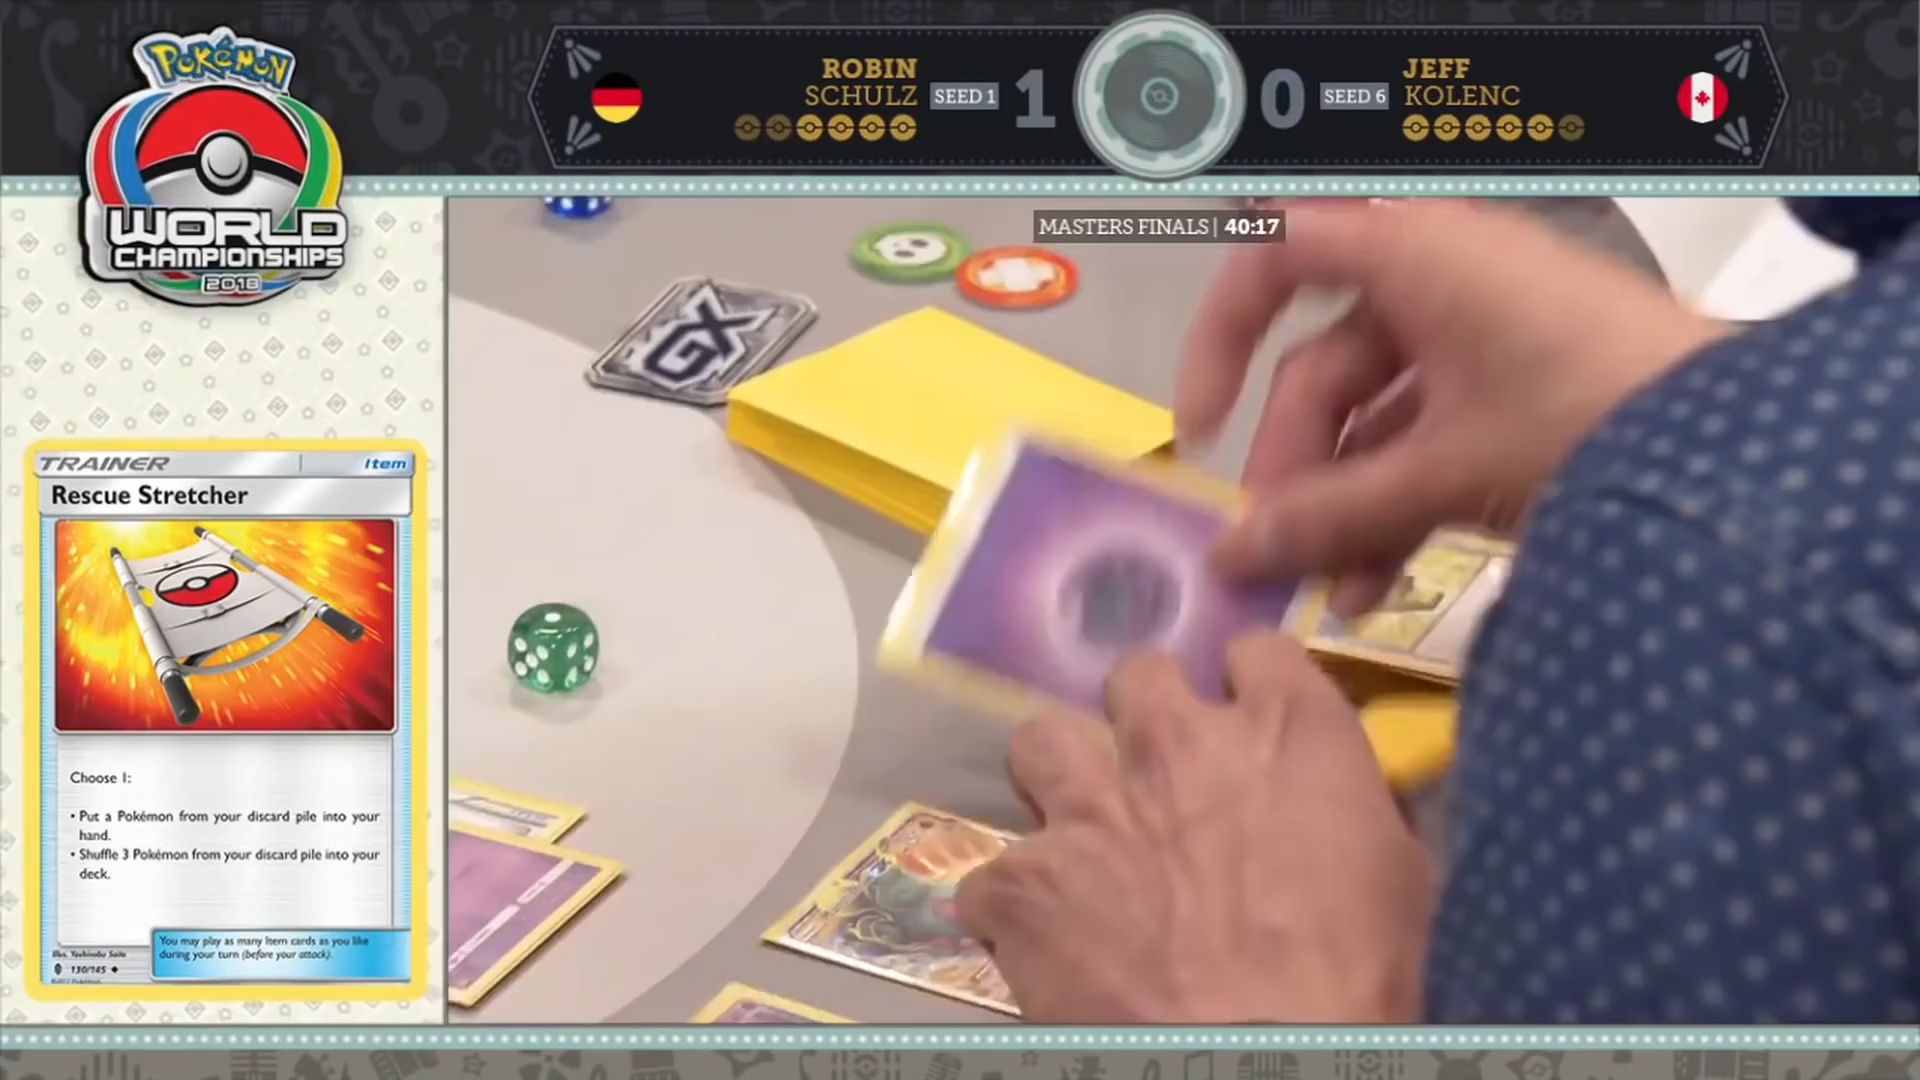 POKÉMON
WORLD
CHAMPIONSHIPS
2018
ROBIN
SCHULZ
SEED 1
1
0
SEED 6
JEFF
KOLENC
MASTERS FINALS | 40:17
GX
TRAINER
Item
Rescue Stretcher
Choose 1:
• Put a Pokémon from your discard pile into your
hand.
• Shuffle 3 Pokémon from your discard pile into your
deck.
You may play as many Item cards as you like
during your turn (before your attack).
Illus. Yoshinobu Saito
130/145